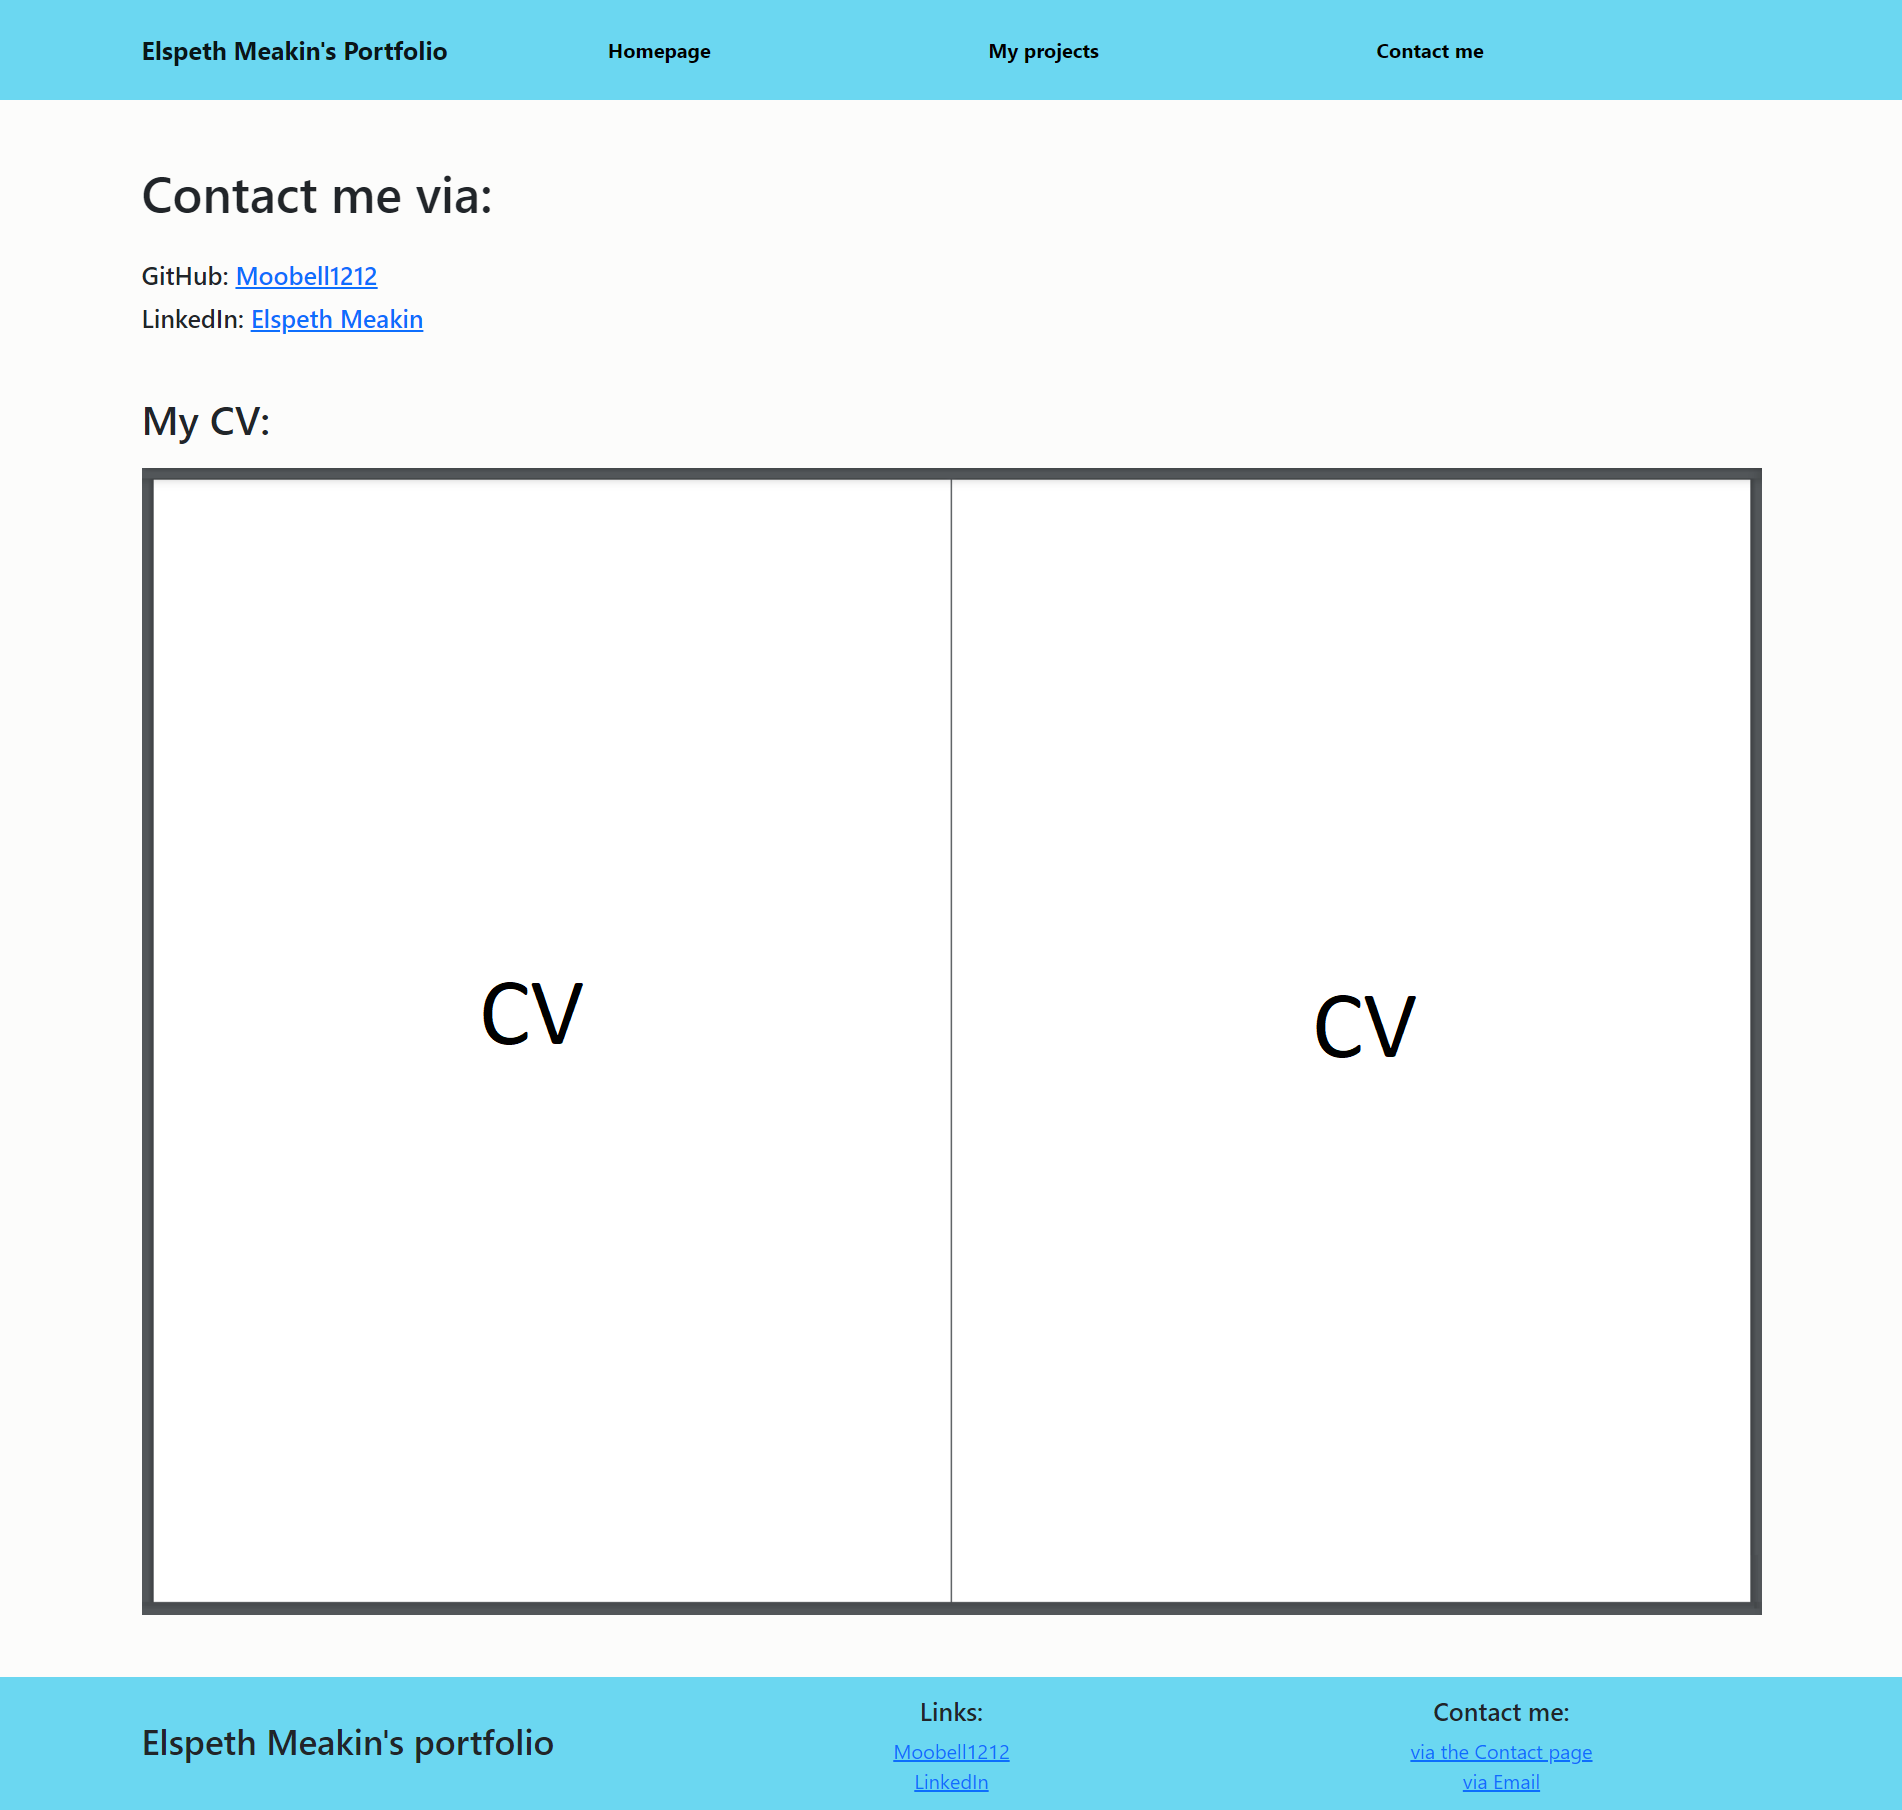 Elspeth Meakin's Portfolio Homepage My projects Contact me
Contact me via:
GitHub: Moobell1212
LinkedIn: Elspeth Meakin
My CV:
CV
CV
Elspeth Meakin's portfolio
Links:
Moobell1212
LinkedIn
Contact me:
via the Contact page
via Email